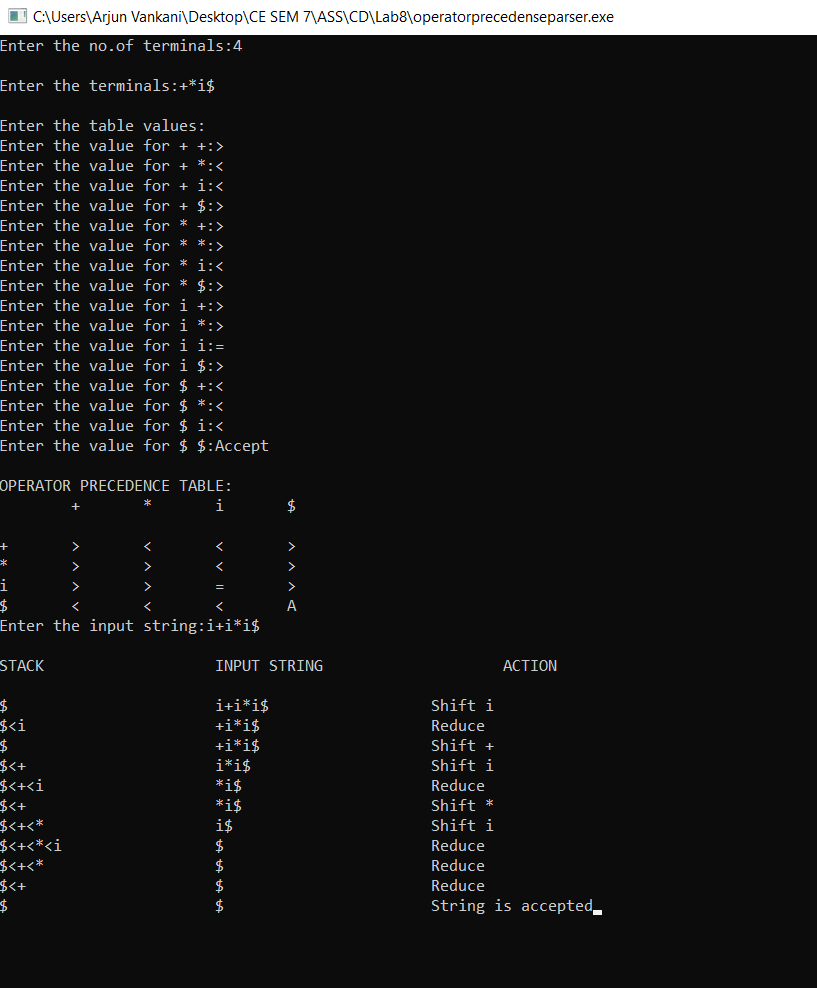 C:\Users\Arjun Vankani\Desktop\CE SEM 7\ASS\CD\Lab8\operatorprecedenseparser.exe
Enter the no.of terminals:4
Enter the terminals:+*i$
Enter the table values:
Enter the value for + +:>
Enter the value for + *:<
Enter the value for + i:<
Enter the value for + $:>
Enter the value for * +:>
Enter the value for * *:>
Enter the value for * i:<
Enter the value for * $:>
Enter the value for i +:>
Enter the value for i *:>
Enter the value for i i:=
Enter the value for i $:>
Enter the value for $ +:<
Enter the value for $ *:<
Enter the value for $ i:<
Enter the value for $ $:Accept
OPERATOR PRECEDENCE TABLE:
+ * i $
+ > < < >
* > > < >
i > > = >
$ < < < A
Enter the input string:i+i*i$
STACK INPUT STRING ACTION
$ i+i*i$ Shift i
$<i +i*i$ Reduce
$ +i*i$ Shift +
$<+ i*i$ Shift i
$<+<i *i$ Reduce
$<+ *i$ Shift *
$<+<* i$ Shift i
$<+<*<i $ Reduce
$<+<* $ Reduce
$<+ $ Reduce
$ $ String is accepted